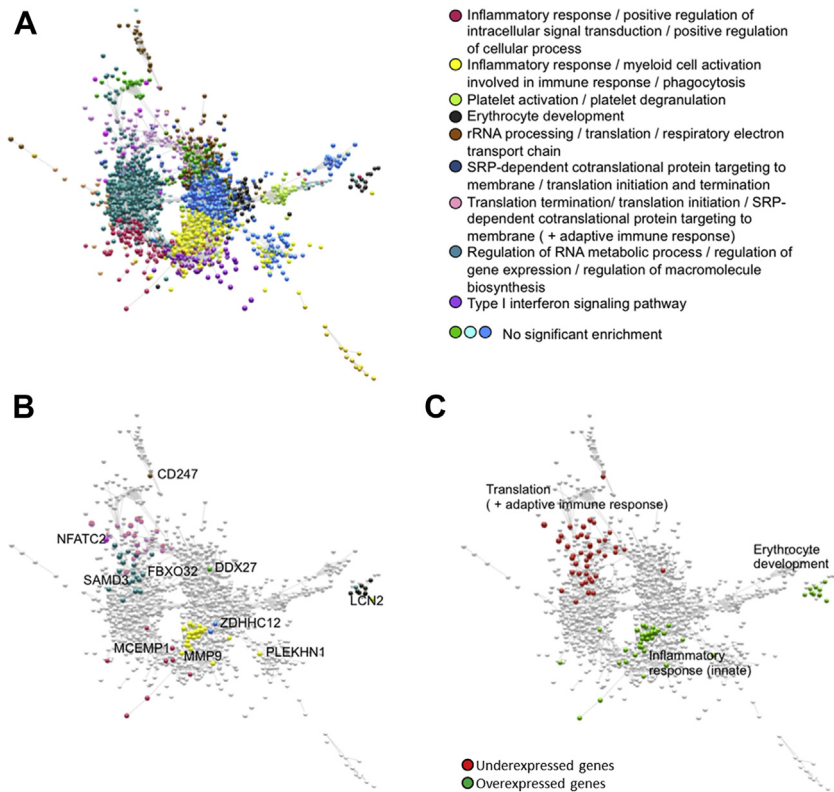 A
Inflammatory response / positive regulation of
intracellular signal transduction / positive regulation
of cellular process
Inflammatory response / myeloid cell activation
involved in immune response / phagocytosis
Platelet activation / platelet degranulation
Erythrocyte development
rRNA processing / translation / respiratory electron
transport chain
SRP-dependent cotranslational protein targeting to
membrane / translation initiation and termination
Translation termination/ translation initiation / SRP-
dependent cotranslational protein targeting to
membrane ( + adaptive immune response)
Regulation of RNA metabolic process / regulation of
gene expression / regulation of macromolecule
biosynthesis
Type I interferon signaling pathway
No significant enrichment
B
CD247
NFATC2
FBXO32
DDX27
SAMD3
LCN2
ZDHHC12
MCEMP1
MMP9
PLEKHN1
C
Translation
( + adaptive immune response)
Erythrocyte
development
Inflammatory
response (innate)
Underexpressed genes
Overexpressed genes